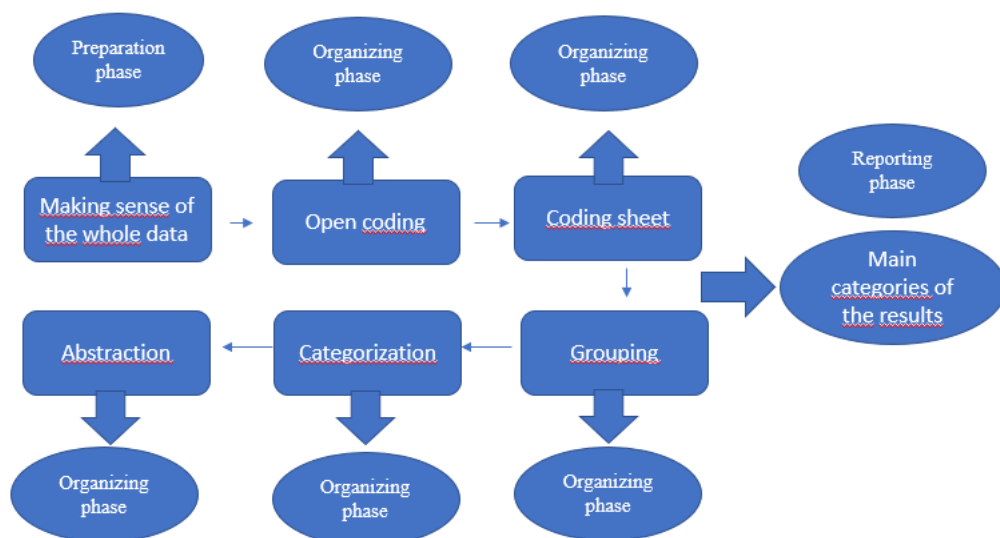 Preparation
phase
Organizing
phase
Organizing
phase
Reporting
phase
Making sense of
the whole data
Open coding
Coding sheet
Main
categories of
the results
Abstraction
Categorization
Grouping
Organizing
phase
Organizing
phase
Organizing
phase